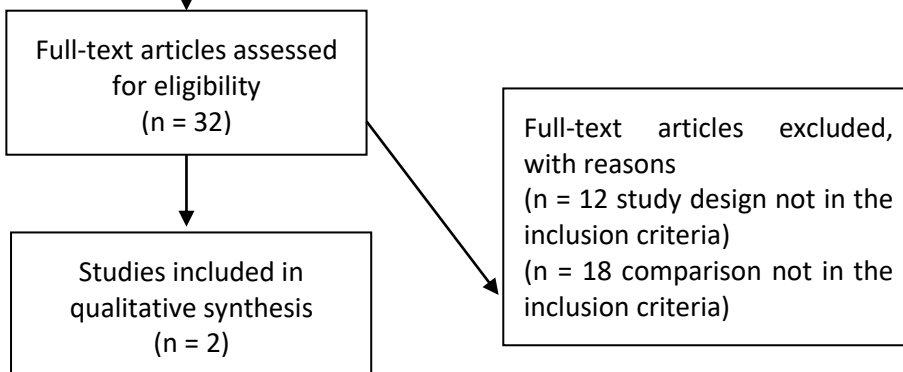 Full-text articles assessed
for eligibility
(n = 32)
Full-text articles excluded,
with reasons
(n = 12 study design not in the
inclusion criteria)
(n = 18 comparison not in the
inclusion criteria)
Studies included in
qualitative synthesis
(n = 2)